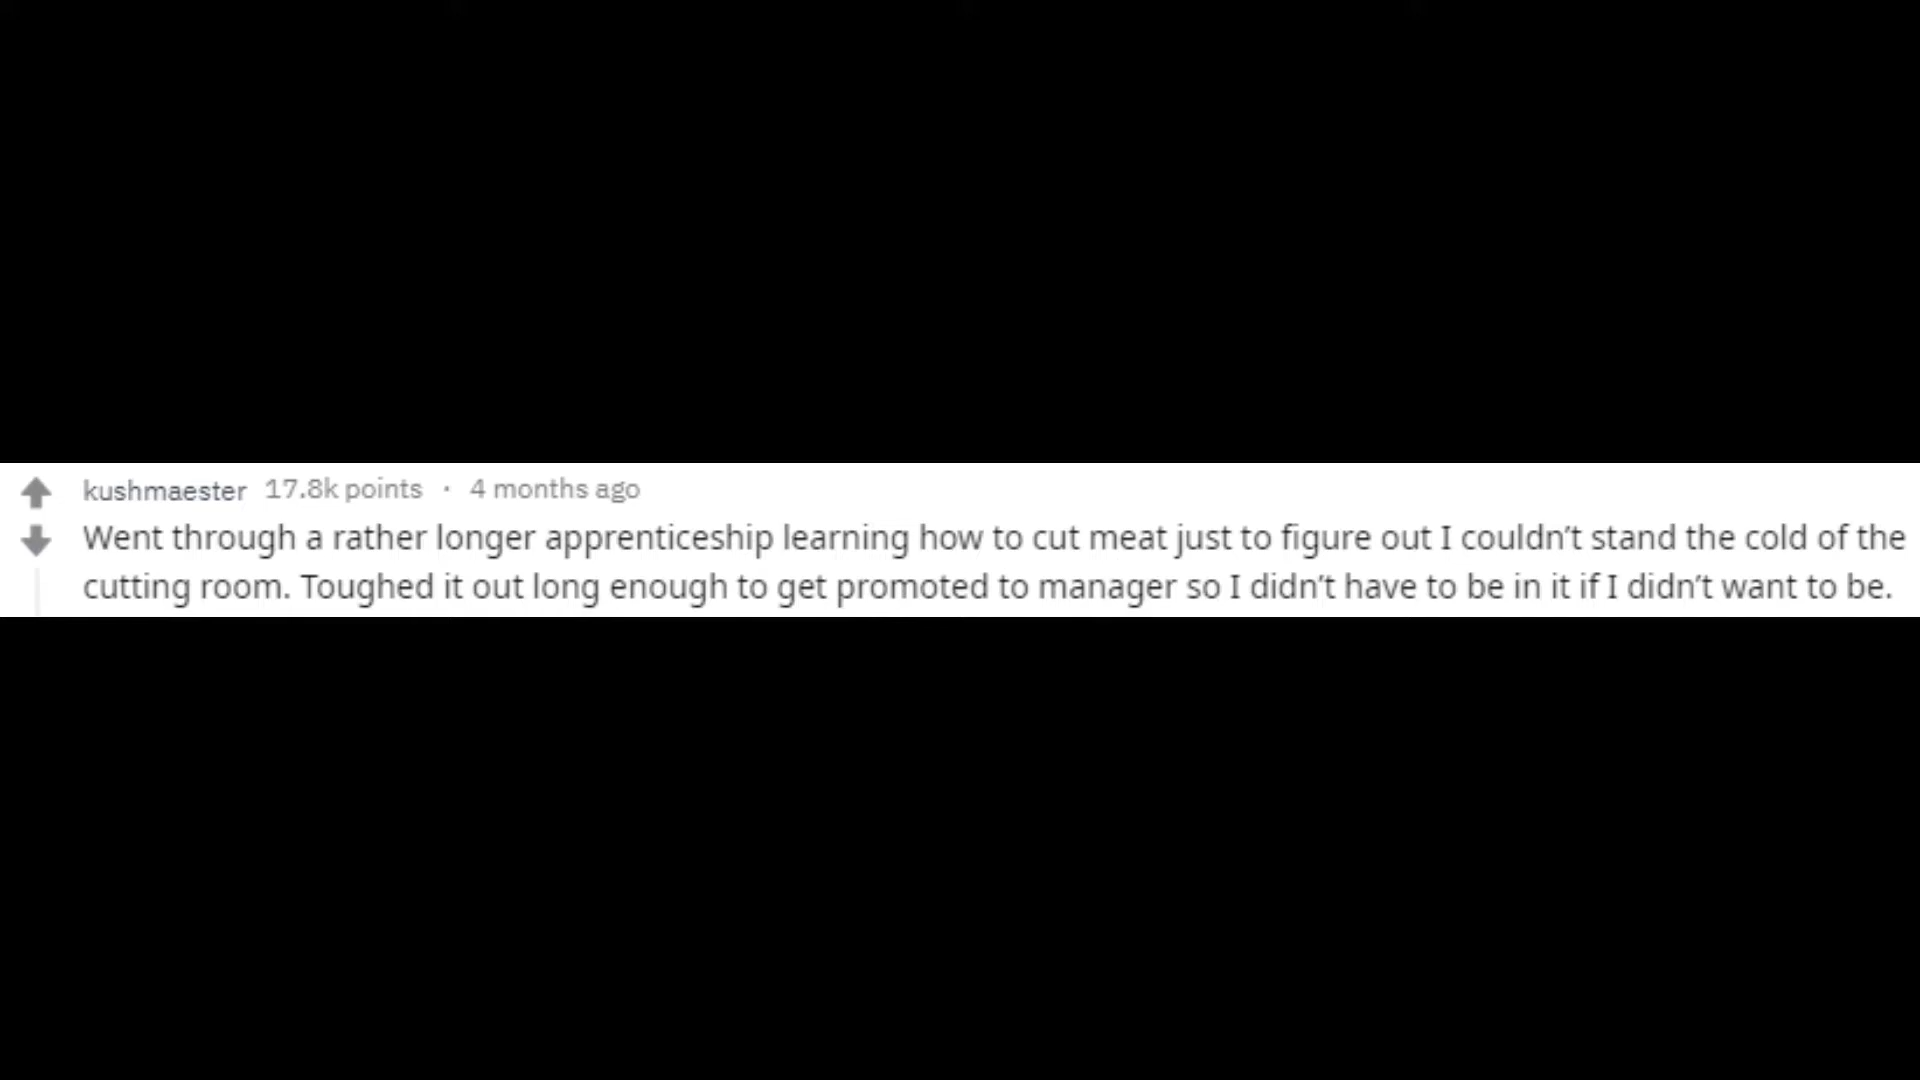 kushmaester 17.8k points · 4 months ago
Went through a rather longer apprenticeship learning how to cut meat just to figure out I couldn’t stand the cold of the
cutting room. Toughed it out long enough to get promoted to manager so I didn’t have to be in it if I didn’t want to be.